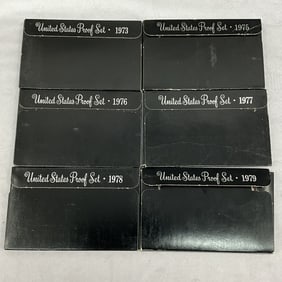 United States Proof Set · 1973
United States Proof Set · 1975
United States Proof Set · 1976
United States Proof Set · 1977
United States Proof Set · 1978
United States Proof Set · 1979